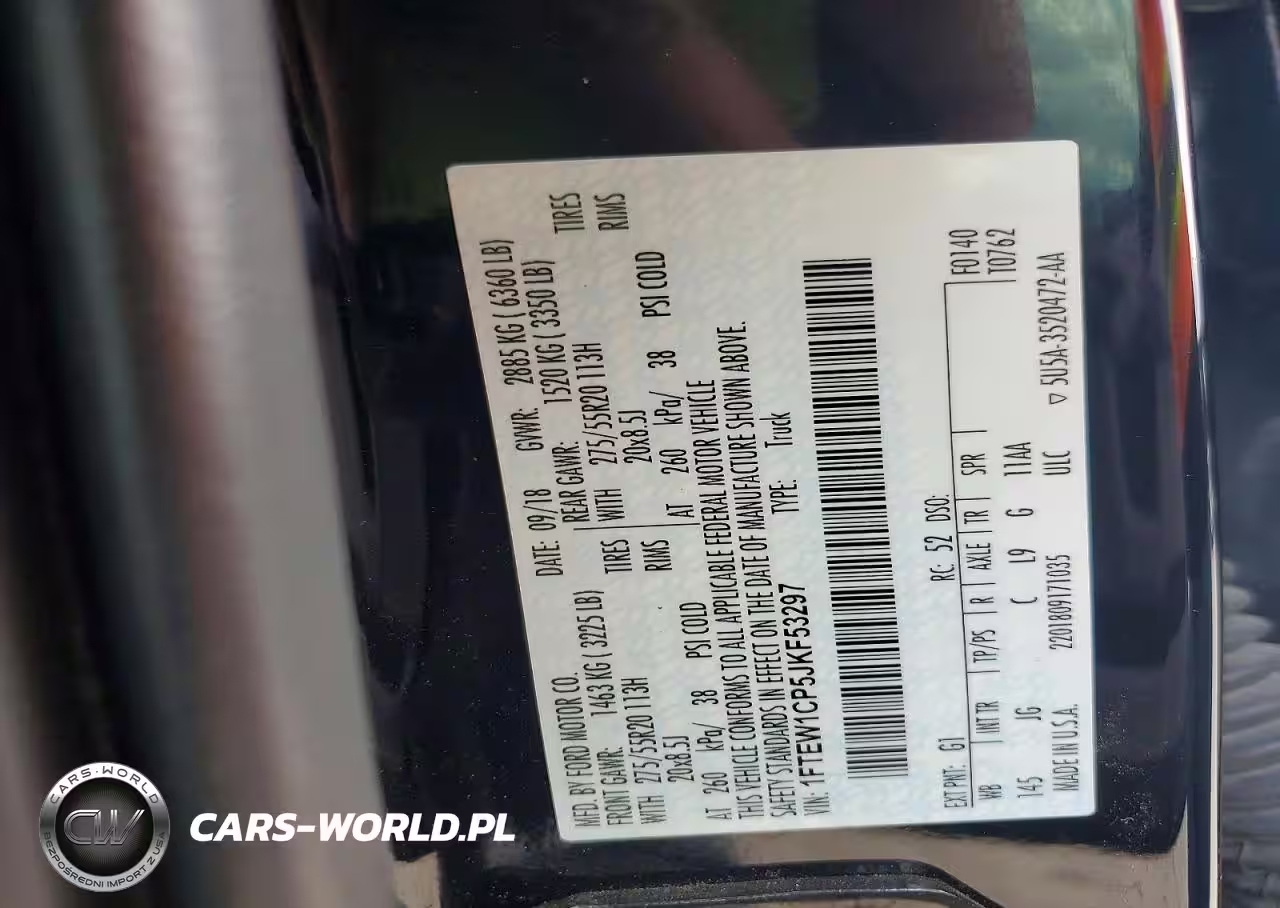 MFD. BY FORD MOTOR CO.
DATE: 09/18 GVWR: 2885 KG ( 6360 LB)
FRONT GAWR: 1463 KG ( 3225 LB) REAR GAWR: 1520 KG ( 3350 LB)
WITH 275/55R20 113H TIRES WITH 275/55R20 113H TIRES
20x8.5J RIMS 20x8.5J RIMS
AT 260 kPa/ 38 PSI COLD AT 260 kPa/ 38 PSI COLD
THIS VEHICLE CONFORMS TO ALL APPLICABLE FEDERAL MOTOR VEHICLE
SAFETY STANDARDS IN EFFECT ON THE DATE OF MANUFACTURE SHOWN ABOVE.
VIN: 1FTEW1CP5JKF53297 TYPE: Truck
F0140
T0762
EXT PNT: G1 RC: 52 DSO:
WB INT TR TP/PS R AXLE TR SPR
145 JG C L9 G 11AA
MADE IN U.S.A. 2201809171035 ULC ▽ 5U5A-3520472-AA
CARS-WORLD
CW
BEZPOŚREDNI IMPORT Z USA
CARS-WORLD.PL